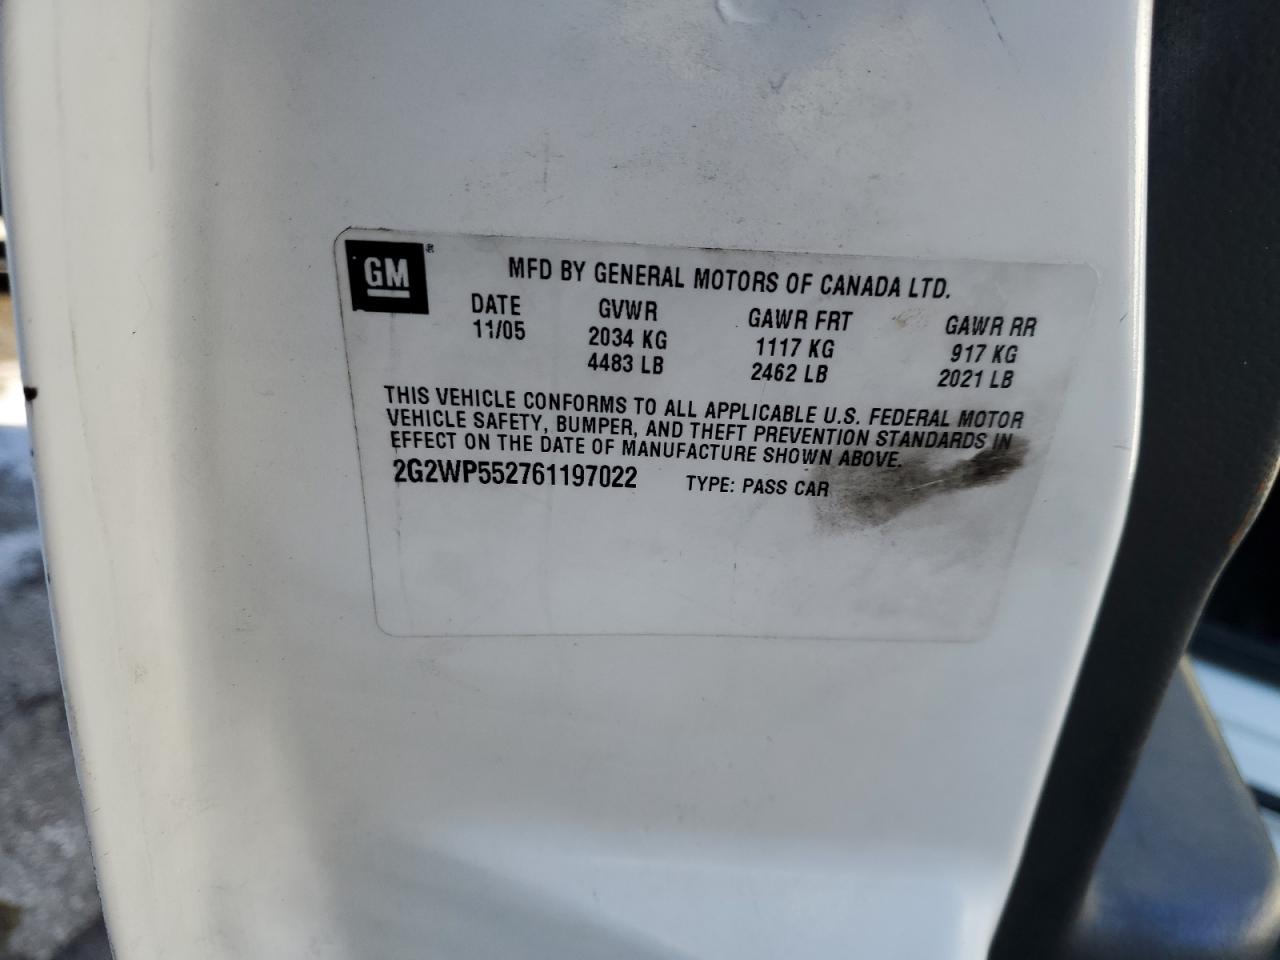 GM®
MFD BY GENERAL MOTORS OF CANADA LTD.
DATE GVWR GAWR FRT GAWR RR
11/05 2034 KG 1117 KG 917 KG
4483 LB 2462 LB 2021 LB
THIS VEHICLE CONFORMS TO ALL APPLICABLE U.S. FEDERAL MOTOR
VEHICLE SAFETY, BUMPER, AND THEFT PREVENTION STANDARDS IN
EFFECT ON THE DATE OF MANUFACTURE SHOWN ABOVE.
2G2WP552761197022 TYPE: PASS CAR